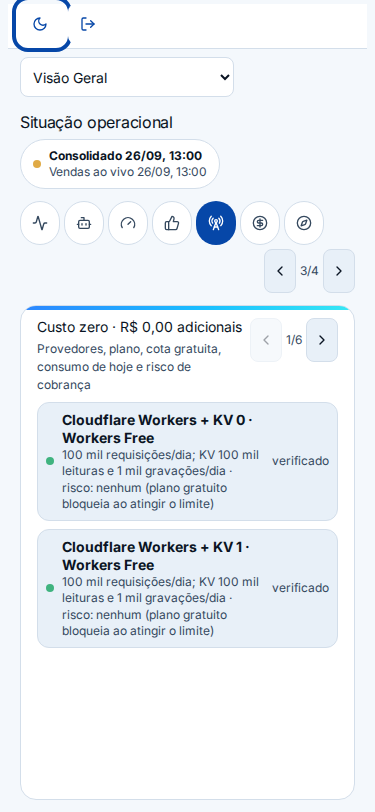 Visão Geral
Situação operacional
Consolidado 26/09, 13:00
Vendas ao vivo 26/09, 13:00
3/4
Custo zero · R$ 0,00 adicionais
1/6
Provedores, plano, cota gratuita,
consumo de hoje e risco de
cobrança
Cloudflare Workers + KV 0 ·
Workers Free
100 mil requisições/dia; KV 100 mil
leituras e 1 mil gravações/dia ·
risco: nenhum (plano gratuito
bloqueia ao atingir o limite)
verificado
Cloudflare Workers + KV 1 ·
Workers Free
100 mil requisições/dia; KV 100 mil
leituras e 1 mil gravações/dia ·
risco: nenhum (plano gratuito
bloqueia ao atingir o limite)
verificado